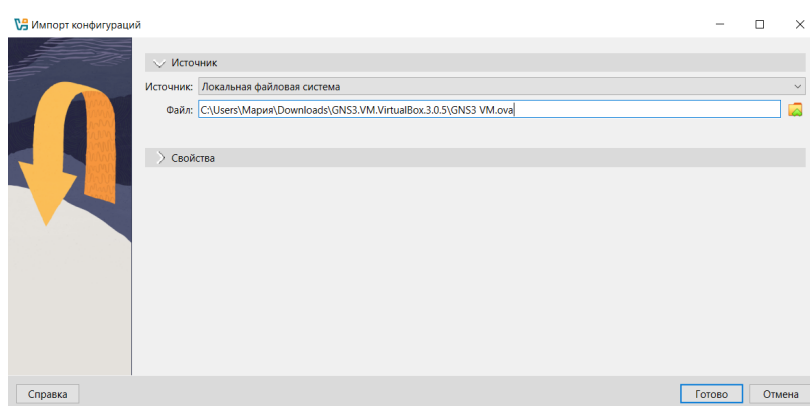 Импорт конфигураций
Источник
Источник: Локальная файловая система
Файл: C:\Users\Мария\Downloads\GNS3.VM.VirtualBox.3.0.5\GNS3 VM.ova
Свойства
Справка Готово Отмена